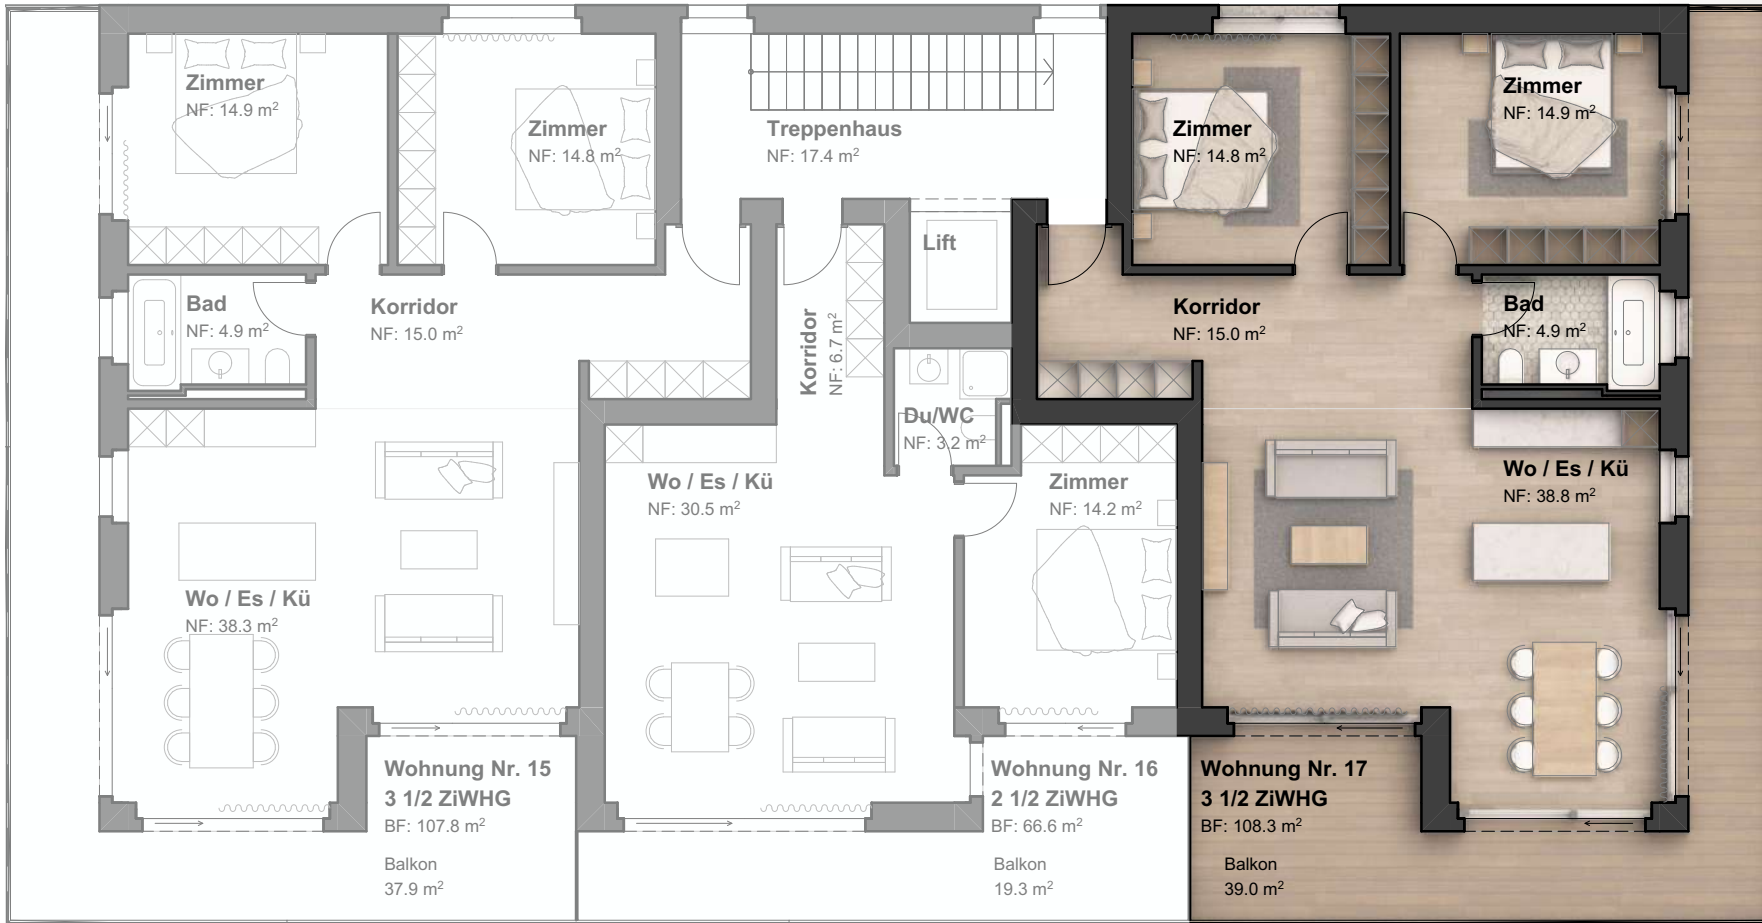 Zimmer
NF: 14.9 m²
Zimmer
NF: 14.8 m²
Treppenhaus
NF: 17.4 m²
Zimmer
NF: 14.8 m²
Zimmer
NF: 14.9 m²
Lift
Bad
NF: 4.9 m²
Korridor
NF: 15.0 m²
Korridor
NF: 6.7 m²
Korridor
NF: 15.0 m²
Bad
NF: 4.9 m²
Du/WC
NF: 3.2 m²
Wo / Es / Kü
NF: 30.5 m²
Zimmer
NF: 14.2 m²
Wo / Es / Kü
NF: 38.8 m²
Wo / Es / Kü
NF: 38.3 m²
Wohnung Nr. 15
3 1/2 ZiWHG
BF: 107.8 m²
Balkon
37.9 m²
Wohnung Nr. 16
2 1/2 ZiWHG
BF: 66.6 m²
Balkon
19.3 m²
Wohnung Nr. 17
3 1/2 ZiWHG
BF: 108.3 m²
Balkon
39.0 m²